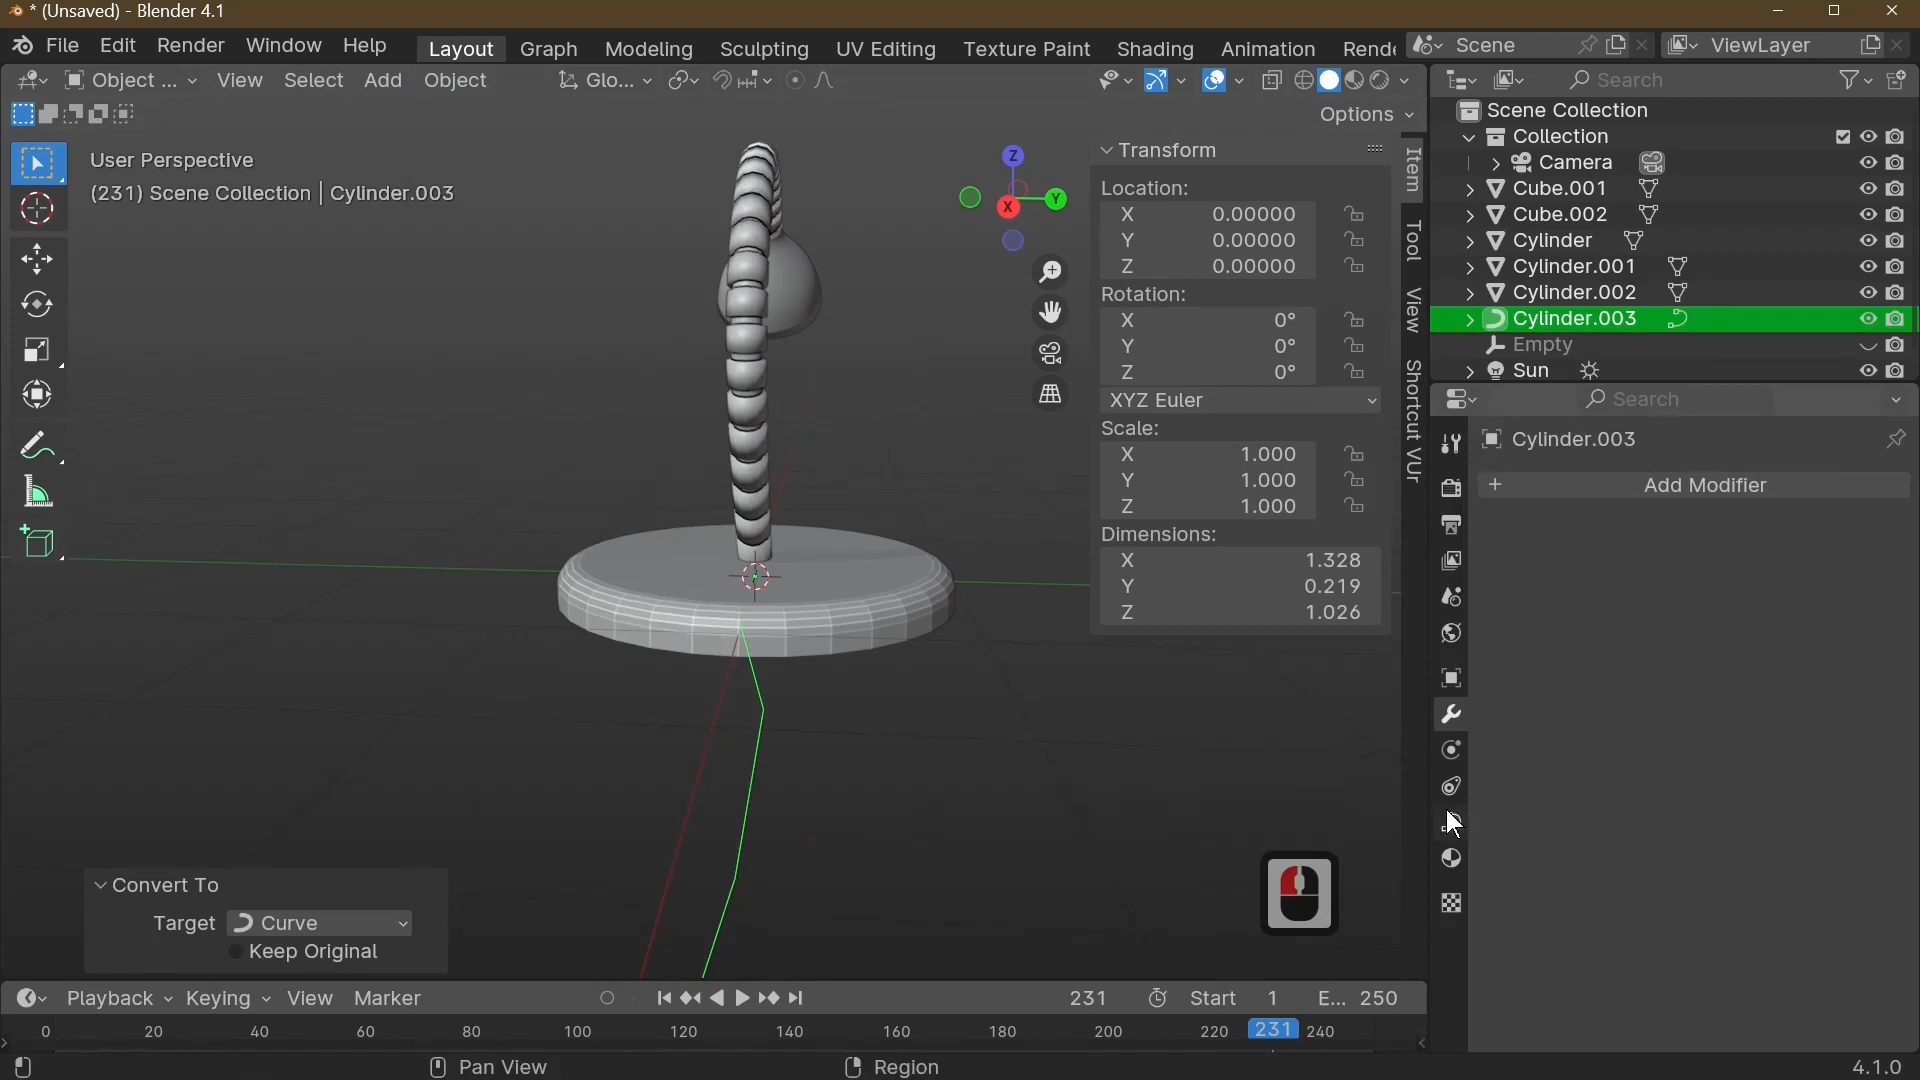 * (Unsaved) - Blender 4.1
File Edit Render Window Help Layout Graph Modeling Sculpting UV Editing Texture Paint Shading Animation Rende Scene ViewLayer
Object ... View Select Add Object Glo... Search
Options
User Perspective
(231) Scene Collection | Cylinder.003
Z
Y
X
Transform
Location:
X 0.00000
Y 0.00000
Z 0.00000
Rotation:
X 0°
Y 0°
Z 0°
XYZ Euler
Scale:
X 1.000
Y 1.000
Z 1.000
Dimensions:
X 1.328
Y 0.219
Z 1.026
Item
Tool
View
Shortcut VUr
Scene Collection
Collection
Camera
Cube.001
Cube.002
Cylinder
Cylinder.001
Cylinder.002
Cylinder.003
Empty
Sun
Search
Cylinder.003
+ Add Modifier
Convert To
Target Curve
Keep Original
Playback Keying View Marker 231 Start 1 E... 250
0 20 40 60 80 100 120 140 160 180 200 220 231 240
Pan View Region 4.1.0